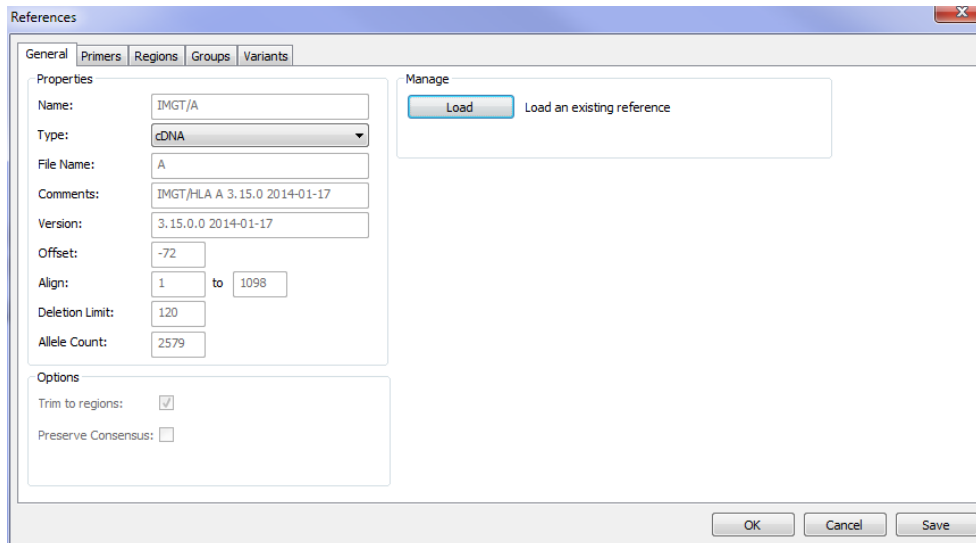 References
General Primers Regions Groups Variants
Properties
Name: IMGT/A
Type: cDNA
File Name: A
Comments: IMGT/HLA A 3.15.0 2014-01-17
Version: 3.15.0.0 2014-01-17
Offset: -72
Align: 1 to 1098
Deletion Limit: 120
Allele Count: 2579
Options
Trim to regions:
Preserve Consensus:
Manage
Load Load an existing reference
OK Cancel Save